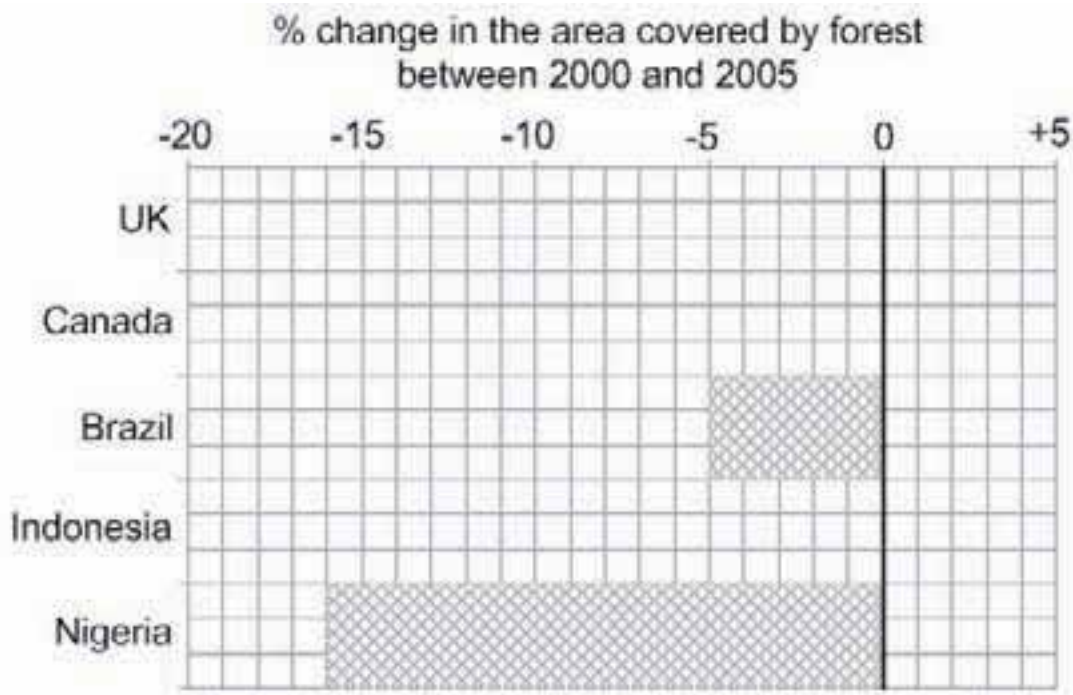 % change in the area covered by forest
between 2000 and 2005
-20 -15 -10 -5 0 +5
UK
Canada
Brazil
Indonesia
Nigeria